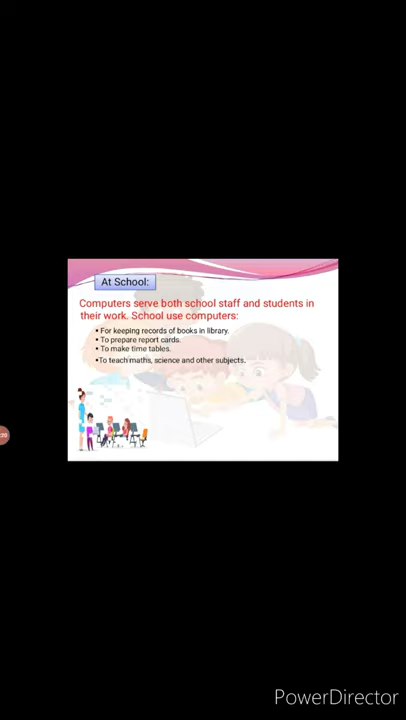 At School:
Computers serve both school staff and students in
their work. School use computers:
▪ For keeping records of books in library.
▪ To prepare report cards.
▪ To make time tables.
▪To teach maths, science and other subjects.
:20
PowerDirector